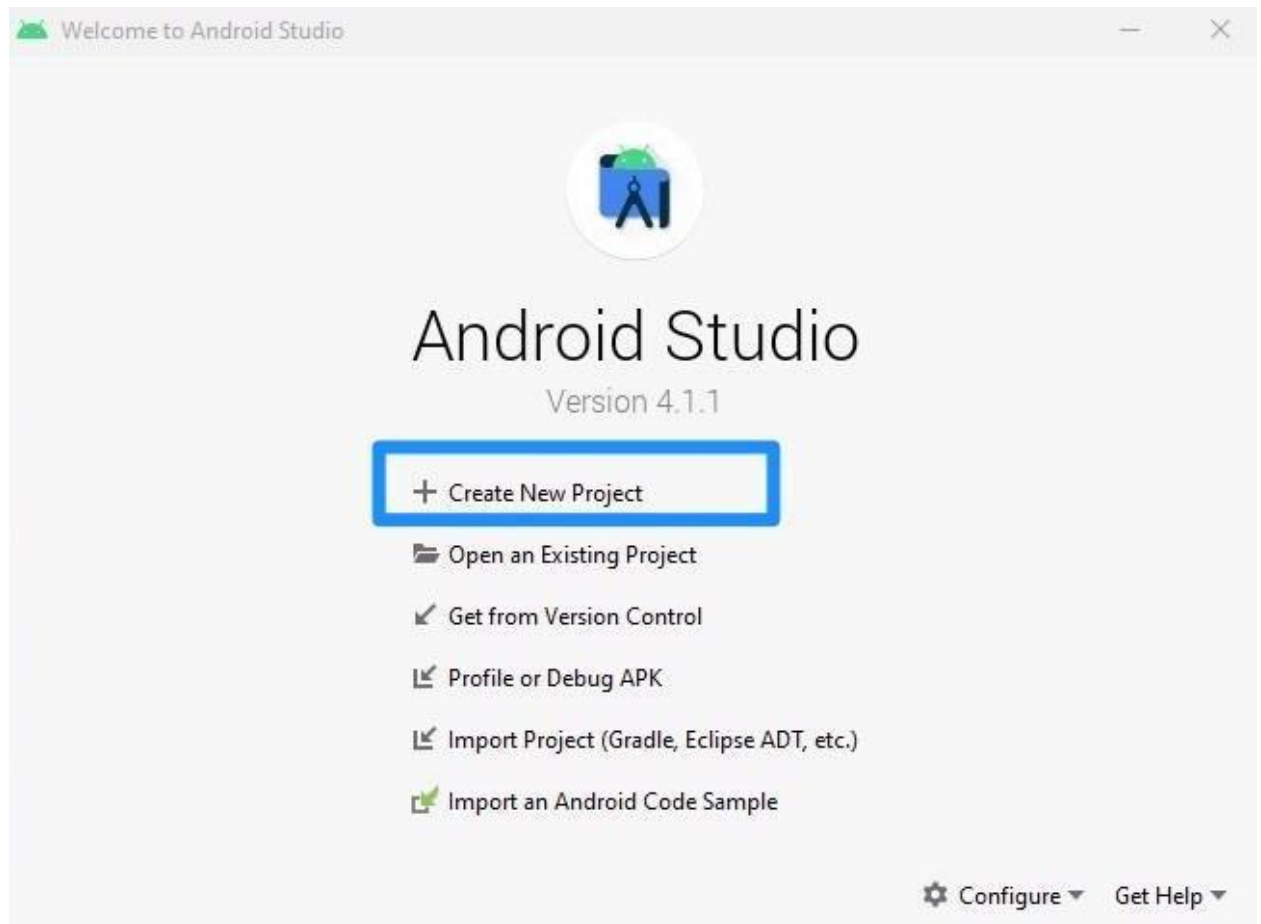 Welcome to Android Studio
Android Studio
Version 4.1.1
Create New Project
Open an Existing Project
Get from Version Control
Profile or Debug APK
Import Project (Gradle, Eclipse ADT, etc.)
Import an Android Code Sample
Configure Get Help